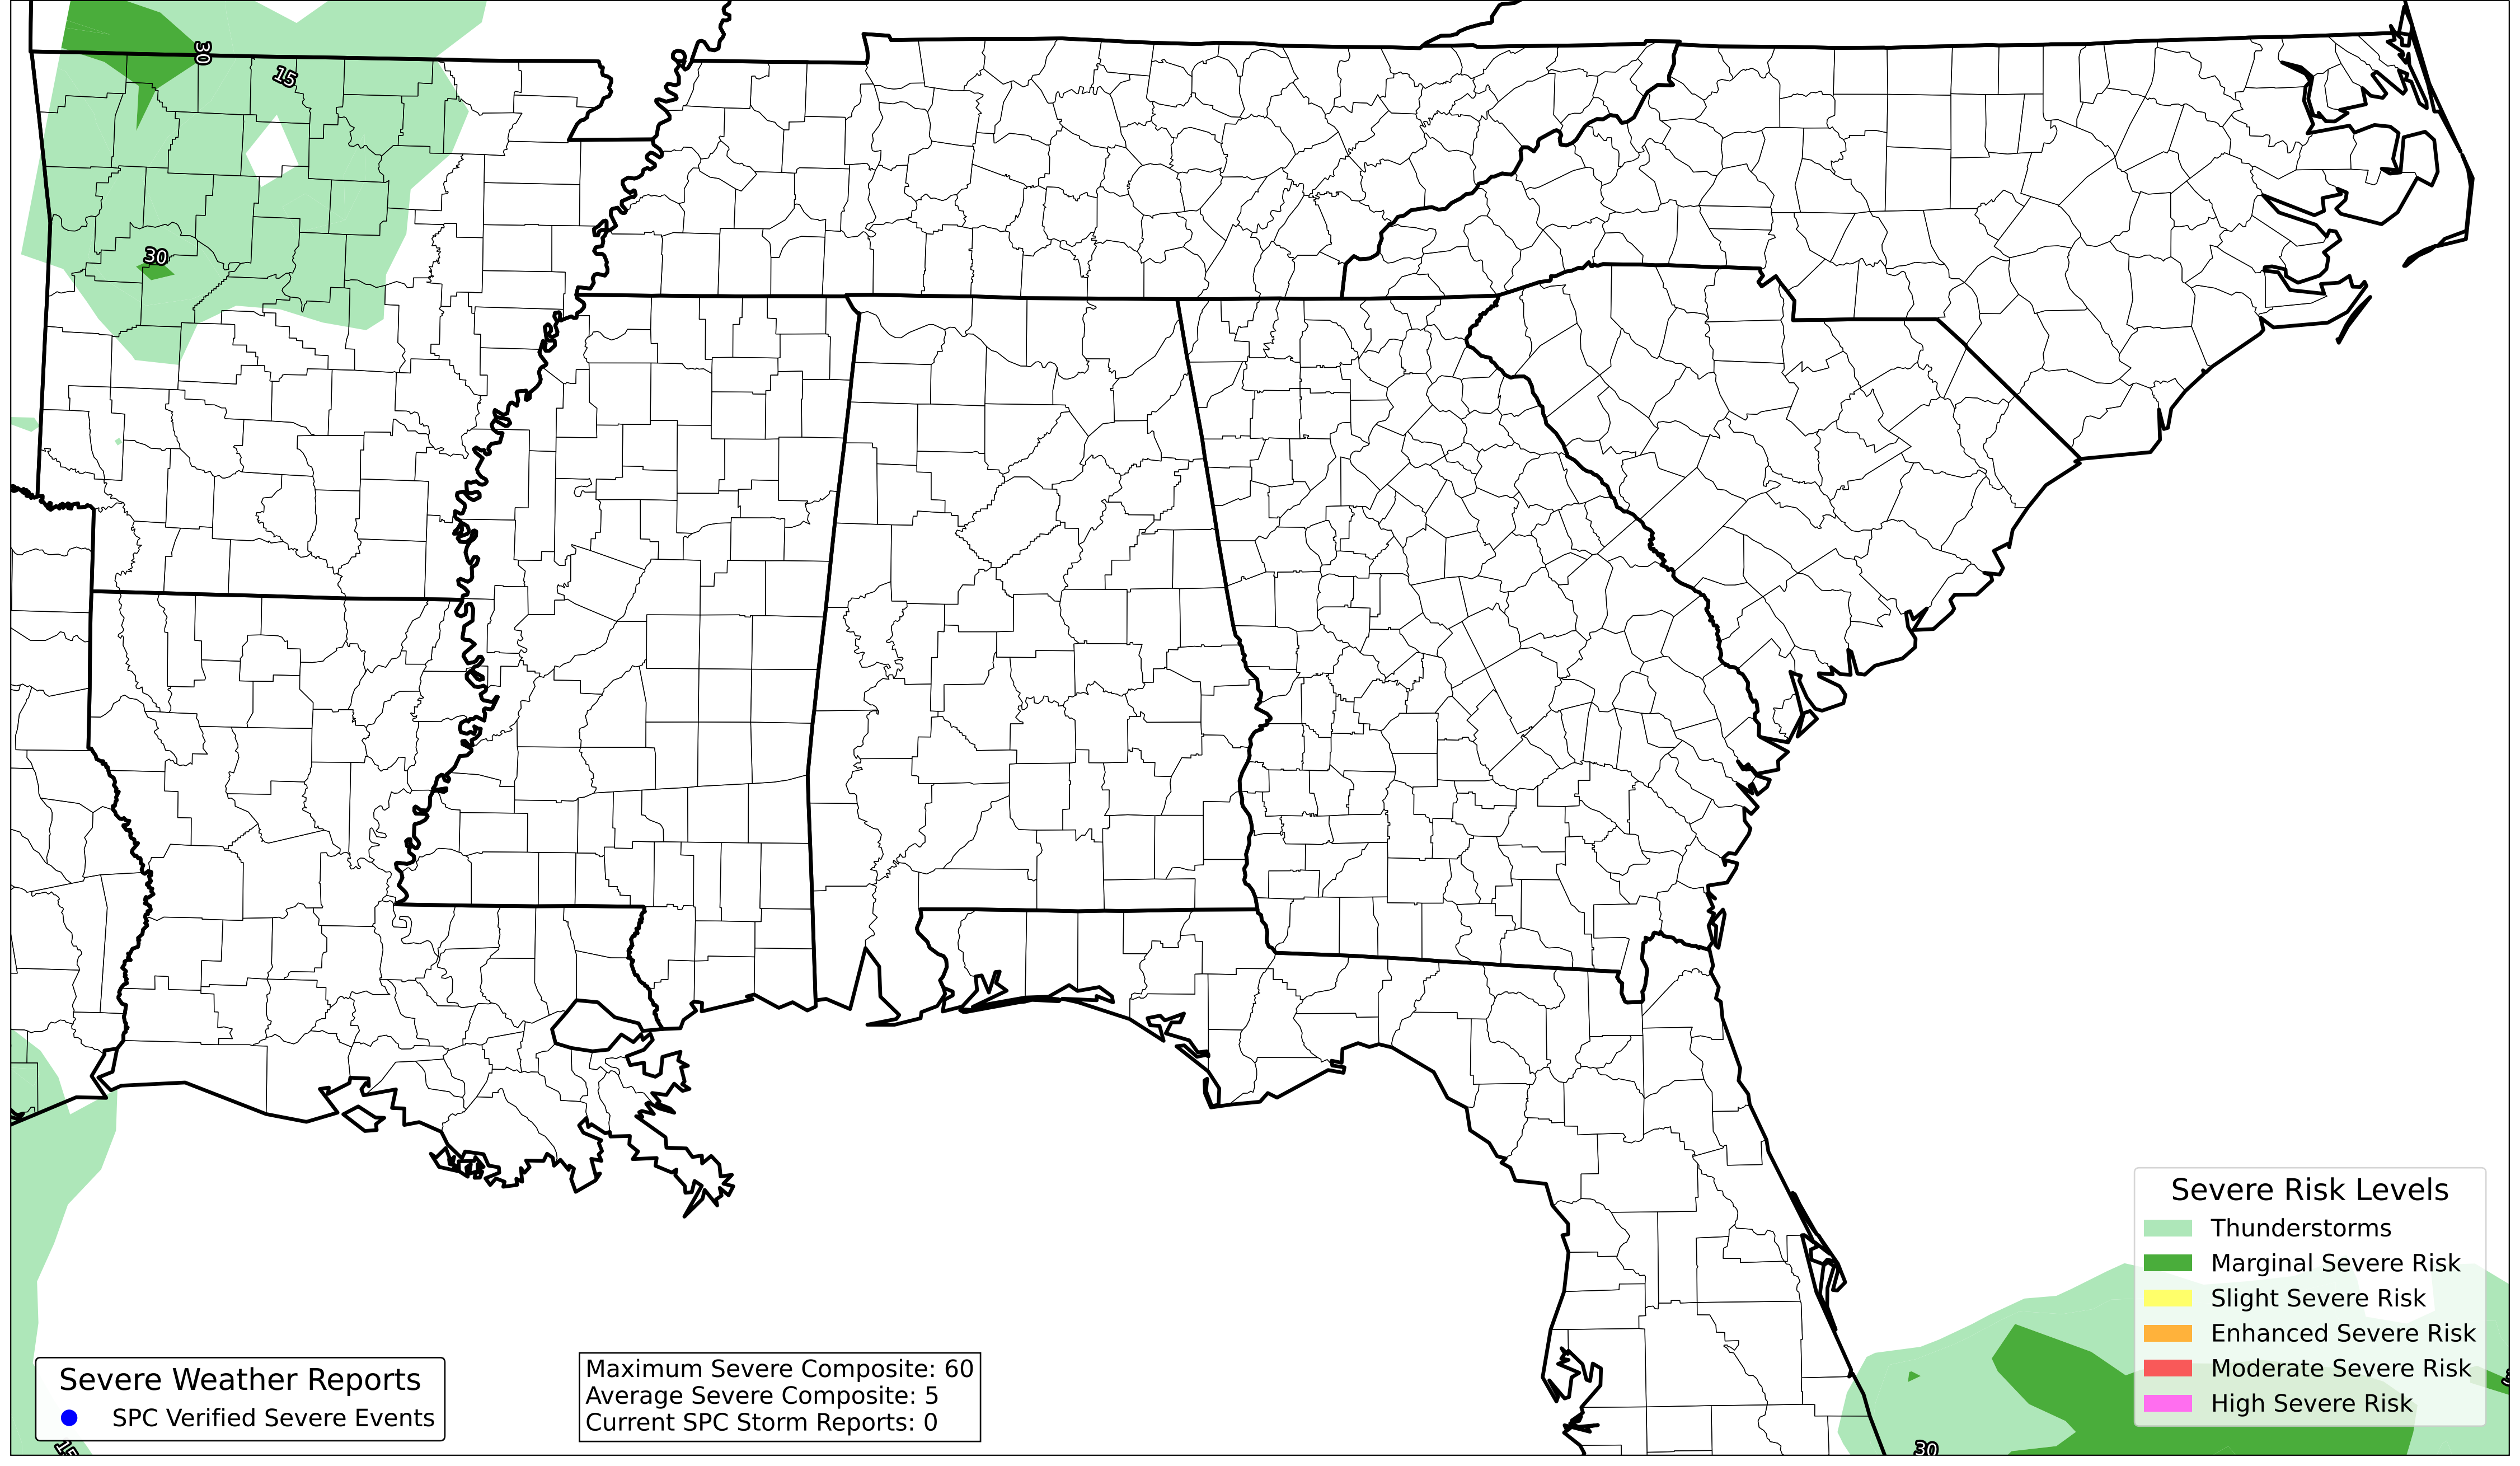 30
15
30
Severe Risk Levels
Thunderstorms
Marginal Severe Risk
Slight Severe Risk
Enhanced Severe Risk
Moderate Severe Risk
High Severe Risk
Severe Weather Reports
SPC Verified Severe Events
Maximum Severe Composite: 60
Average Severe Composite: 5
Current SPC Storm Reports: 0
15
30